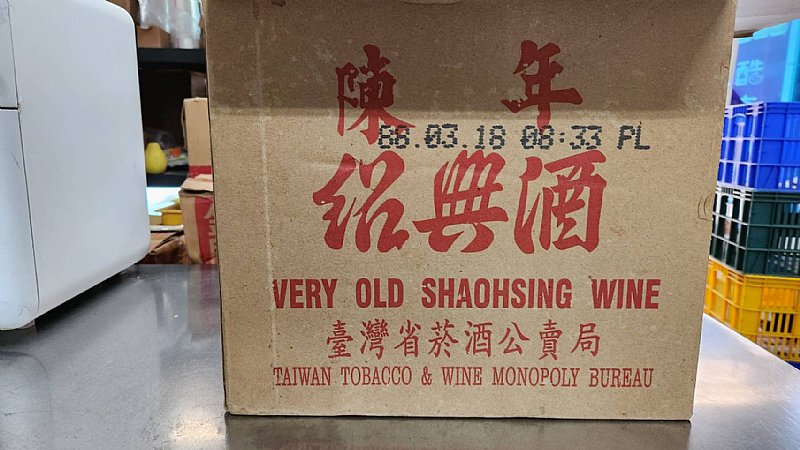 陳年
88.03.18 08:33 PL
紹興酒
VERY OLD SHAOHSING WINE
臺灣省菸酒公賣局
TAIWAN TOBACCO & WINE MONOPOLY BUREAU